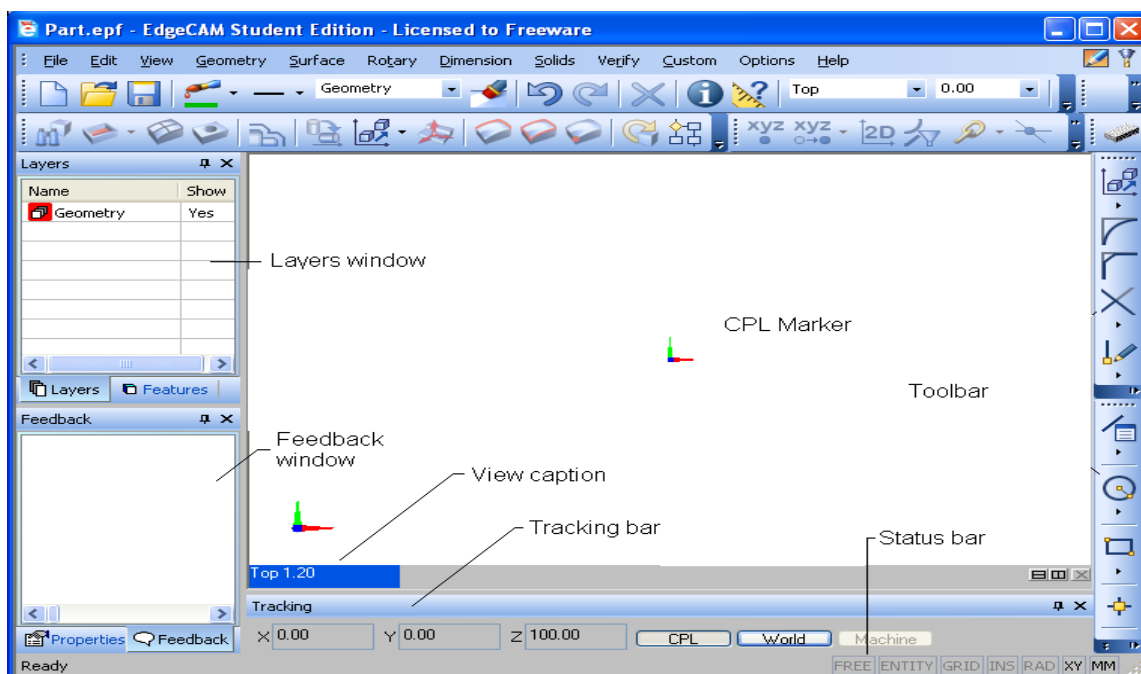 Part.epf - EdgeCAM Student Edition - Licensed to Freeware
File Edit View Geometry Surface Rotary Dimension Solids Verify Custom Options Help
Geometry Top 0.00
xyz xyz 2D
Layers
Name Show
Geometry Yes
Layers window
CPL Marker
Toolbar
Layers Features
Feedback
Feedback
window
View caption
Tracking bar
Status bar
Top 1.20
Tracking
X 0.00 Y 0.00 Z 100.00 CPL World Machine
Properties Feedback
Ready
FREE ENTITY GRID INS RAD XY MM